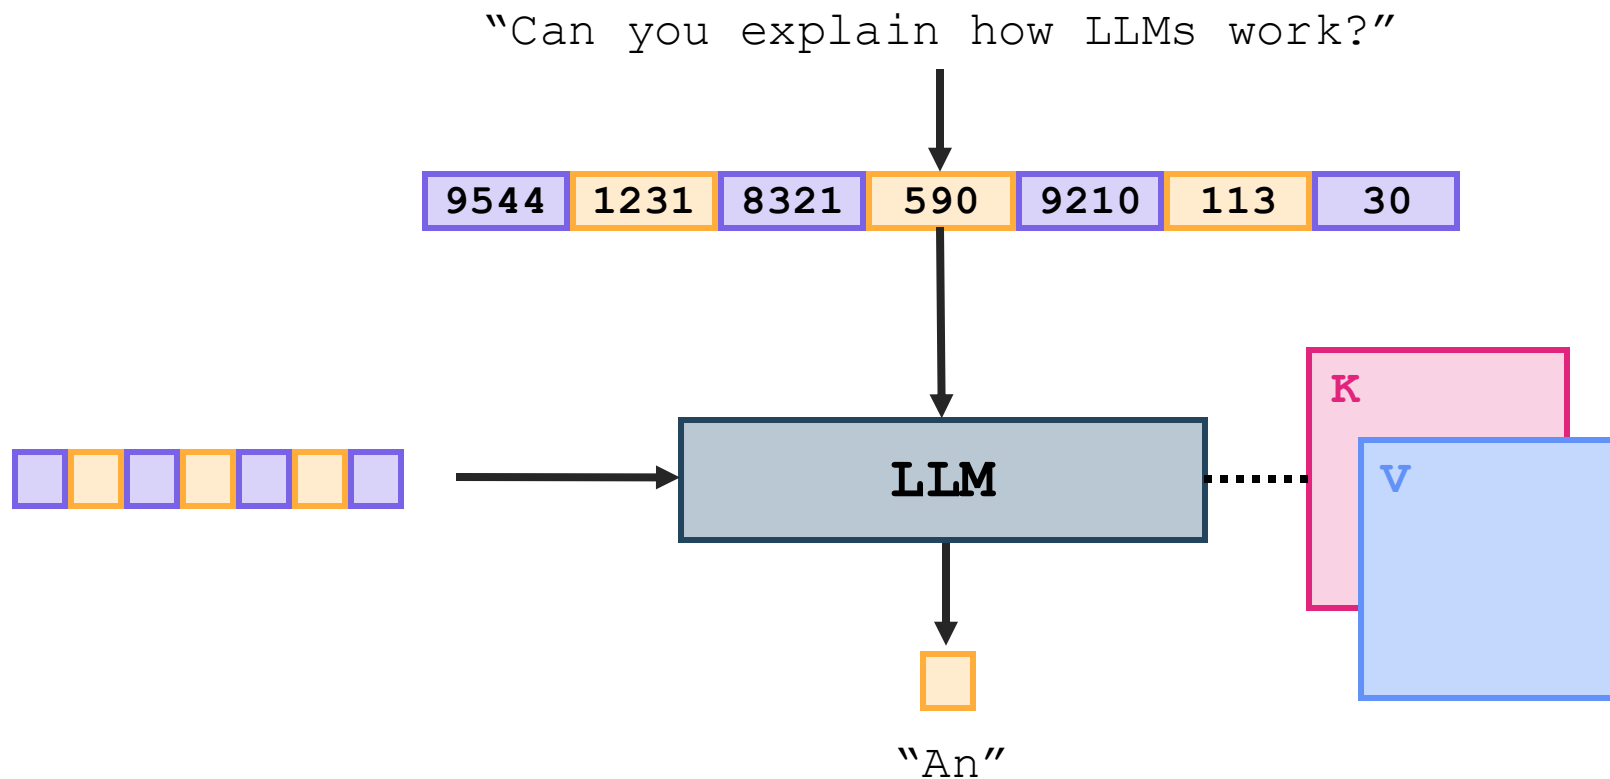 “Can you explain how LLMs work?”
9544 1231 8321 590 9210 113 30
K
V
LLM
“An”